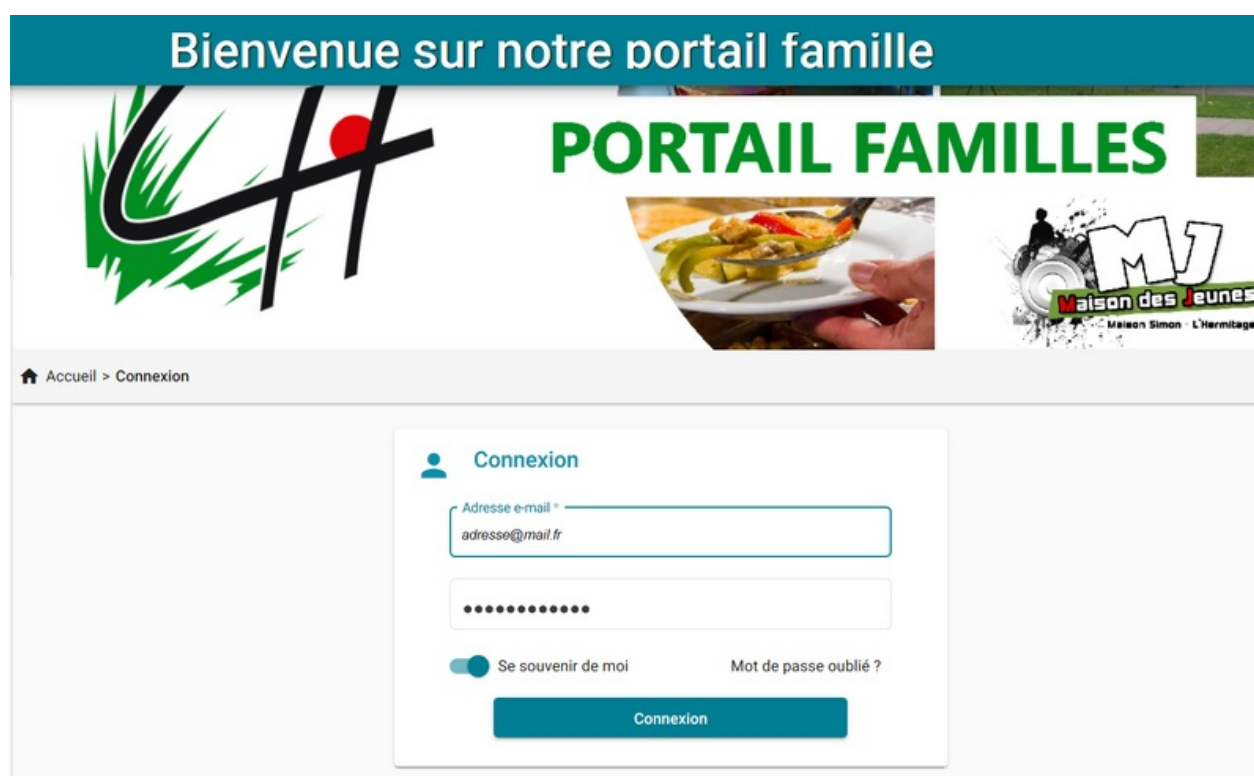 Bienvenue sur notre portail famille
PORTAIL FAMILLES
MJ
Maison des Jeunes
Maison Simon - L'Hermitage
Accueil > Connexion
Connexion
Adresse e-mail *
adresse@mail.fr
••••••••••••
Se souvenir de moi
Mot de passe oublié ?
Connexion